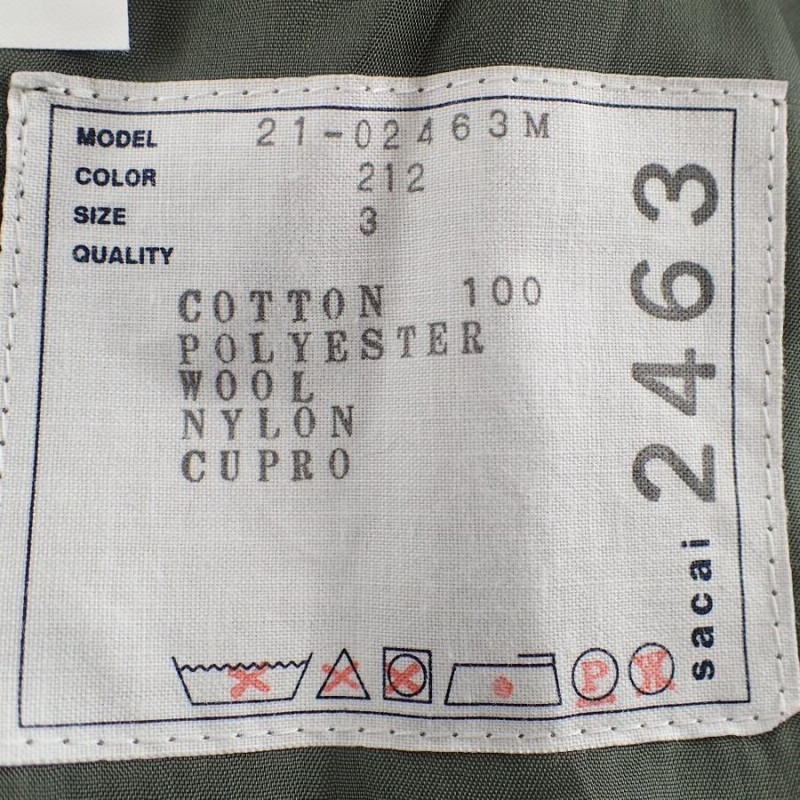 MODEL 21-02463M
COLOR 212
SIZE 3
QUALITY
COTTON 100
POLYESTER
WOOL
NYLON
CUPRO
P W
sacai 2463